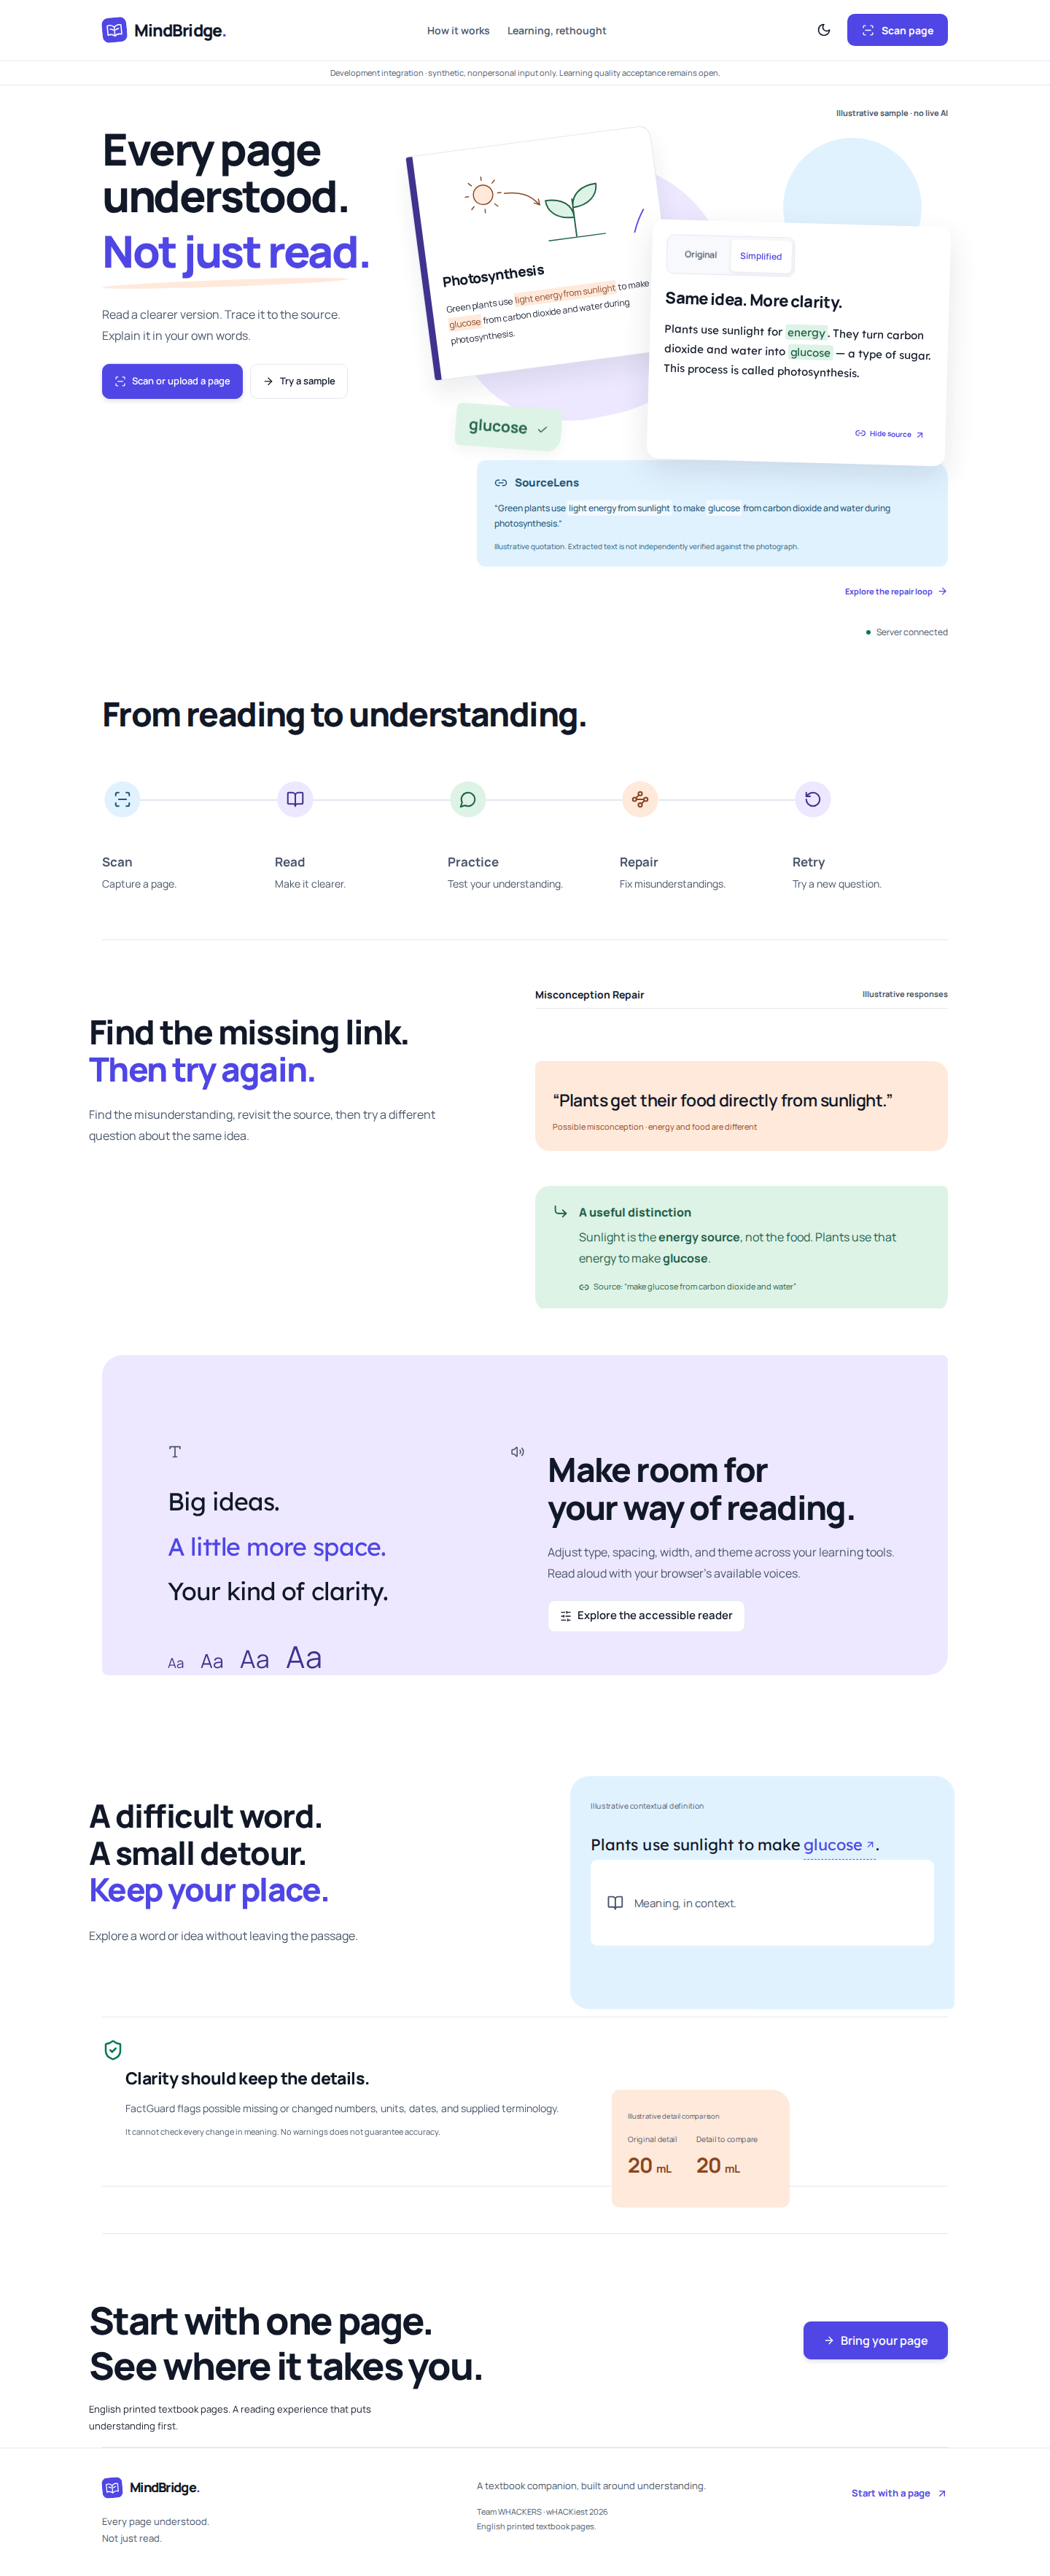 MindBridge.
How it works
Learning, rethought
Scan page
Development integration · synthetic, nonpersonal input only. Learning quality acceptance remains open.
Illustrative sample · no live AI
Every page
understood.
Not just read.
Read a clearer version. Trace it to the source.
Explain it in your own words.
Scan or upload a page
Try a sample
Photosynthesis
Green plants use light energy from sunlight to make
glucose from carbon dioxide and water during
photosynthesis.
Original
Simplified
Same idea. More clarity.
Plants use sunlight for energy. They turn carbon
dioxide and water into glucose — a type of sugar.
This process is called photosynthesis.
Hide source
glucose
SourceLens
“Green plants use light energy from sunlight to make glucose from carbon dioxide and water during
photosynthesis.”
Illustrative quotation. Extracted text is not independently verified against the photograph.
Explore the repair loop
Server connected
From reading to understanding.
Scan
Capture a page.
Read
Make it clearer.
Practice
Test your understanding.
Repair
Fix misunderstandings.
Retry
Try a new question.
Find the missing link.
Then try again.
Find the misunderstanding, revisit the source, then try a different
question about the same idea.
Misconception Repair
Illustrative responses
“Plants get their food directly from sunlight.”
Possible misconception · energy and food are different
A useful distinction
Sunlight is the energy source, not the food. Plants use that
energy to make glucose.
Source: “make glucose from carbon dioxide and water”
Big ideas.
A little more space.
Your kind of clarity.
Aa Aa Aa Aa
Make room for
your way of reading.
Adjust type, spacing, width, and theme across your learning tools.
Read aloud with your browser’s available voices.
Explore the accessible reader
A difficult word.
A small detour.
Keep your place.
Explore a word or idea without leaving the passage.
Illustrative contextual definition
Plants use sunlight to make glucose.
Meaning, in context.
Clarity should keep the details.
FactGuard flags possible missing or changed numbers, units, dates, and supplied terminology.
It cannot check every change in meaning. No warnings does not guarantee accuracy.
Illustrative detail comparison
Original detail
Detail to compare
20 mL
20 mL
Start with one page.
See where it takes you.
English printed textbook pages. A reading experience that puts
understanding first.
Bring your page
MindBridge.
Every page understood.
Not just read.
A textbook companion, built around understanding.
Team WHACKERS · wHACKiest 2026
English printed textbook pages.
Start with a page